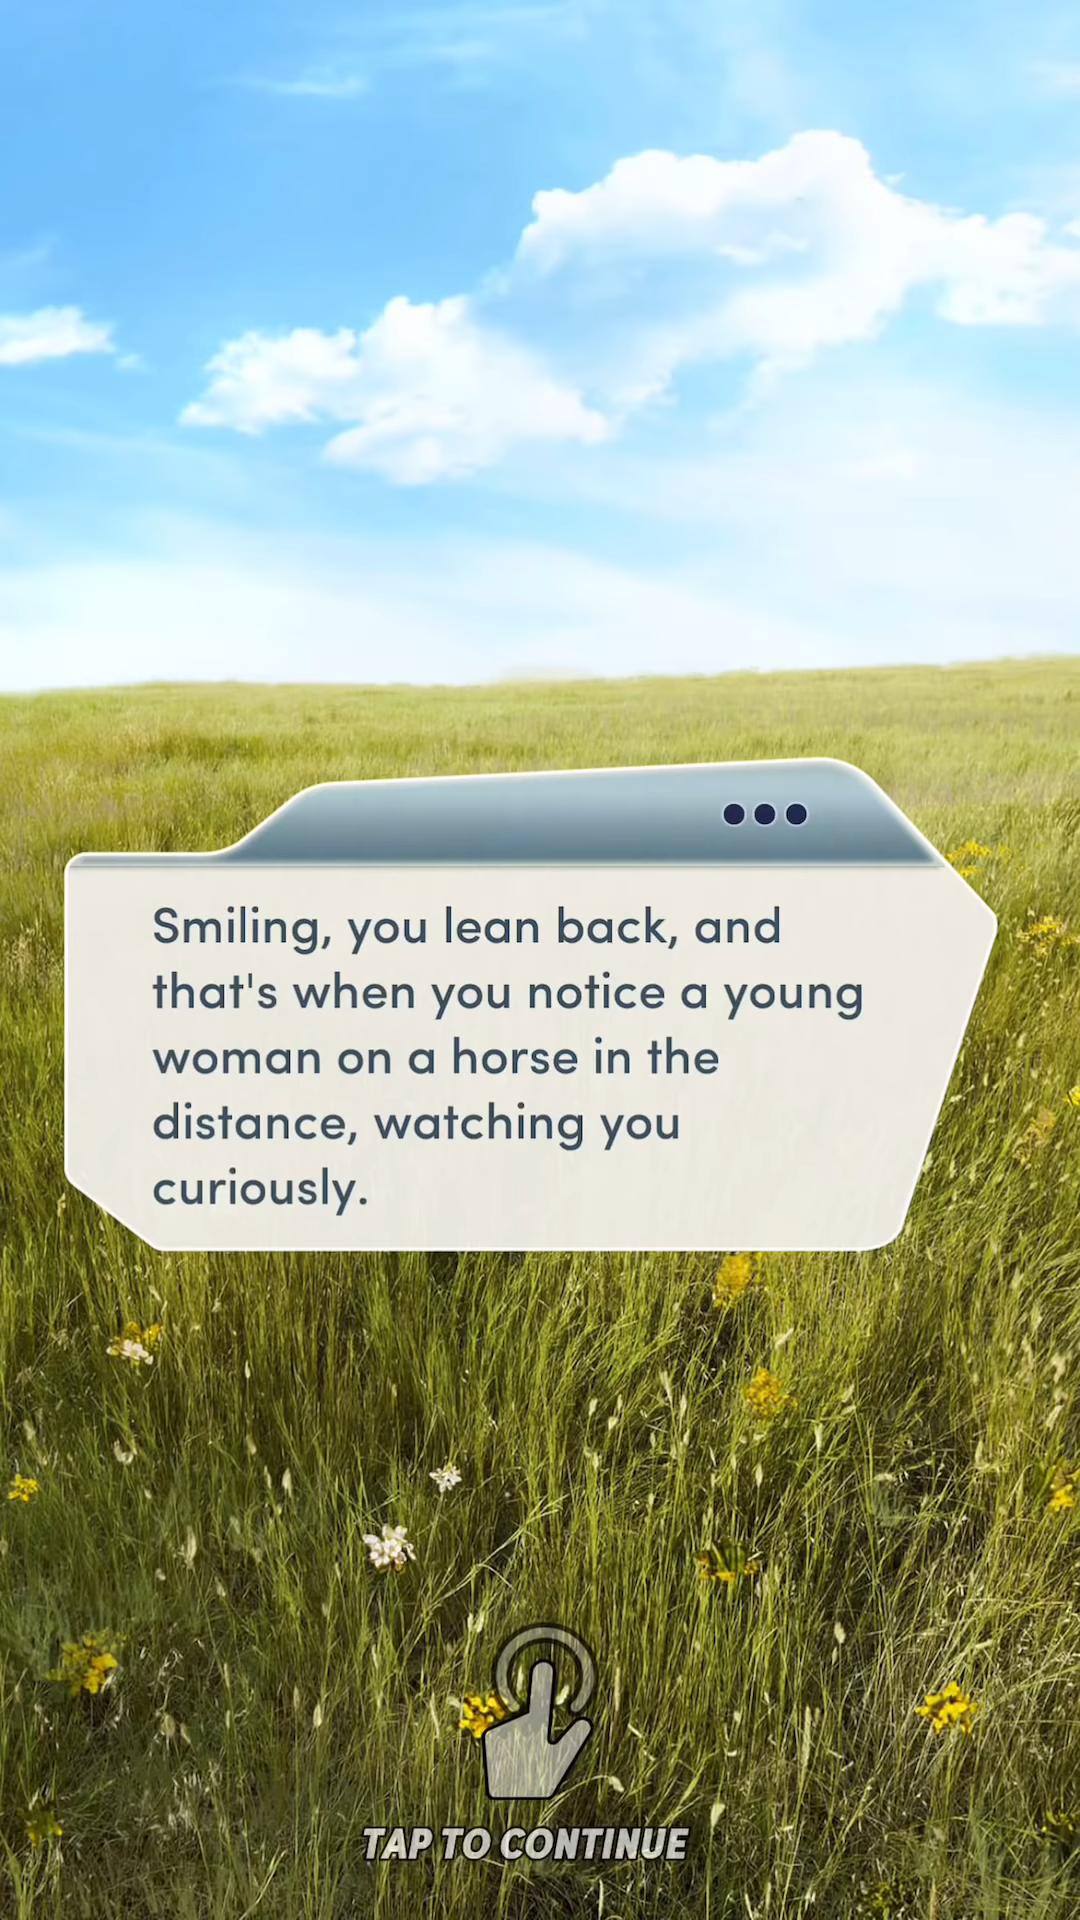 Smiling, you lean back, and
that's when you notice a young
woman on a horse in the
distance, watching you
curiously.
TAP TO CONTINUE